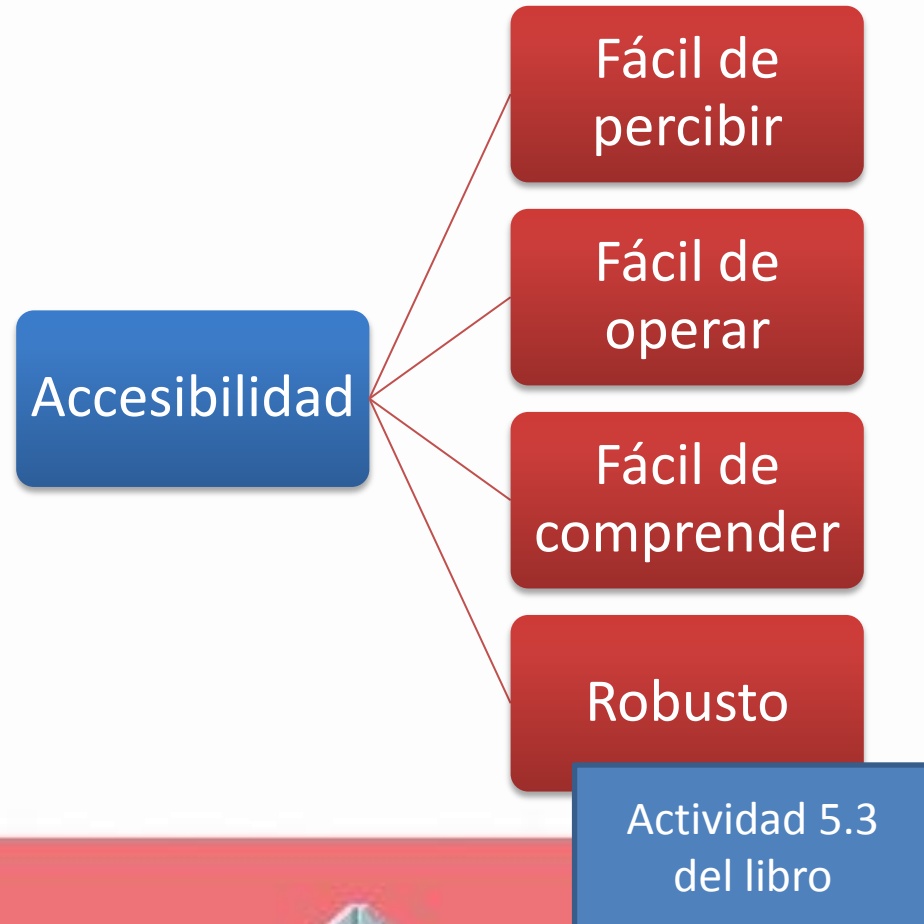 Accesibilidad
Fácil de
percibir
Fácil de
operar
Fácil de
comprender
Robusto
Actividad 5.3
del libro